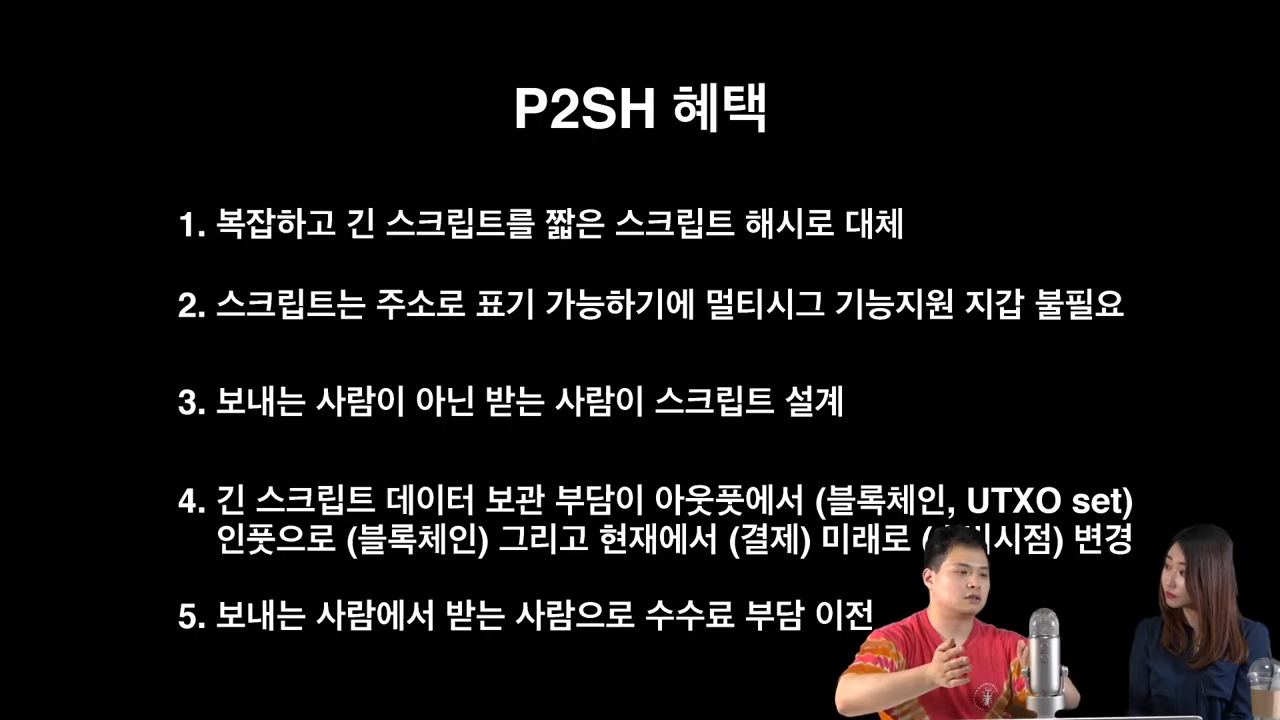 P2SH 혜택
1. 복잡하고 긴 스크립트를 짧은 스크립트 해시로 대체
2. 스크립트는 주소로 표기 가능하기에 멀티시그 기능지원 지갑 불필요
3. 보내는 사람이 아닌 받는 사람이 스크립트 설계
4. 긴 스크립트 데이터 보관 부담이 아웃풋에서 (블록체인, UTXO set)
인풋으로 (블록체인) 그리고 현재에서 (결제) 미래로 변경
5. 보내는 사람에서 받는 사람으로 수수료 부담 이전